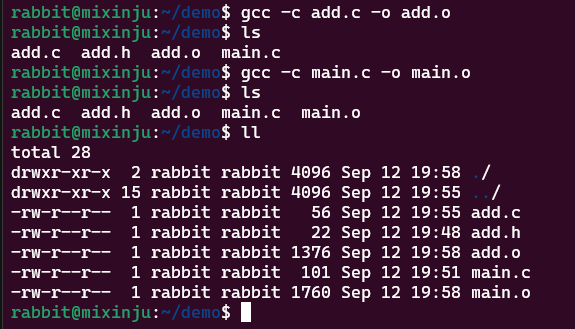 rabbit@mixinju:~/demo$ gcc -c add.c -o add.o
rabbit@mixinju:~/demo$ ls
add.c  add.h  add.o  main.c
rabbit@mixinju:~/demo$ gcc -c main.c -o main.o
rabbit@mixinju:~/demo$ ls
add.c  add.h  add.o  main.c  main.o
rabbit@mixinju:~/demo$ ll
total 28
drwxr-xr-x  2 rabbit rabbit 4096 Sep 12 19:58 ./
drwxr-xr-x 15 rabbit rabbit 4096 Sep 12 19:55 ../
-rw-r--r--  1 rabbit rabbit   56 Sep 12 19:55 add.c
-rw-r--r--  1 rabbit rabbit   22 Sep 12 19:48 add.h
-rw-r--r--  1 rabbit rabbit 1376 Sep 12 19:58 add.o
-rw-r--r--  1 rabbit rabbit  101 Sep 12 19:51 main.c
-rw-r--r--  1 rabbit rabbit 1760 Sep 12 19:58 main.o
rabbit@mixinju:~/demo$